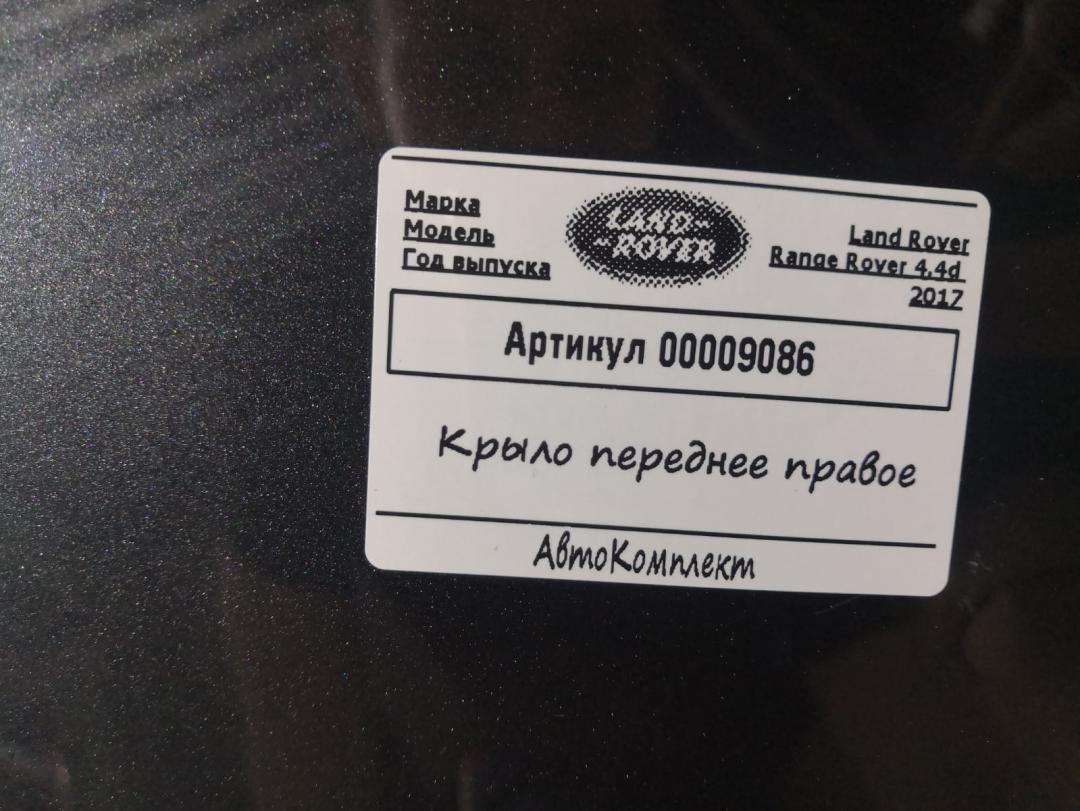 Марка
Модель
Год выпуска
LAND-
-ROVER
Land Rover
Range Rover 4.4d
2017
Артикул 00009086
Крыло переднее правое
АвтоКомплект